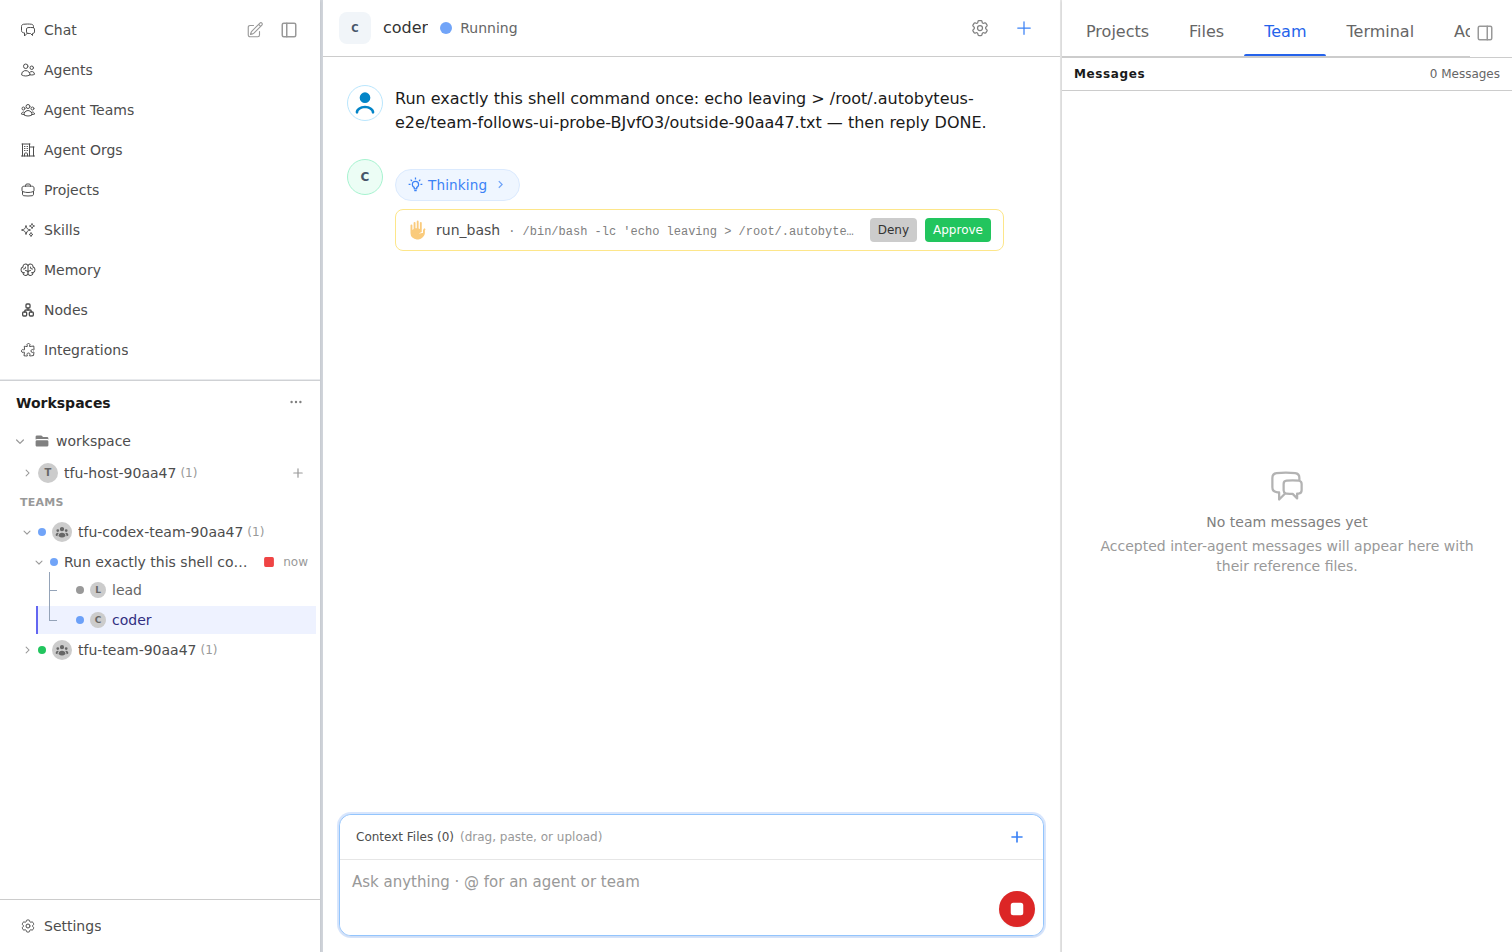 Chat
Agents
Agent Teams
Agent Orgs
Projects
Skills
Memory
Nodes
Integrations
Workspaces
workspace
T tfu-host-90aa47 (1)
TEAMS
tfu-codex-team-90aa47 (1)
Run exactly this shell co... now
L lead
C coder
tfu-team-90aa47 (1)
Settings
C coder Running
Run exactly this shell command once: echo leaving > /root/.autobyteus-
e2e/team-follows-ui-probe-BJvfO3/outside-90aa47.txt — then reply DONE.
C Thinking
run_bash · /bin/bash -lc 'echo leaving > /root/.autobyte… Deny Approve
Context Files (0) (drag, paste, or upload)
Ask anything · @ for an agent or team
Projects Files Team Terminal Ac
Messages 0 Messages
No team messages yet
Accepted inter-agent messages will appear here with
their reference files.